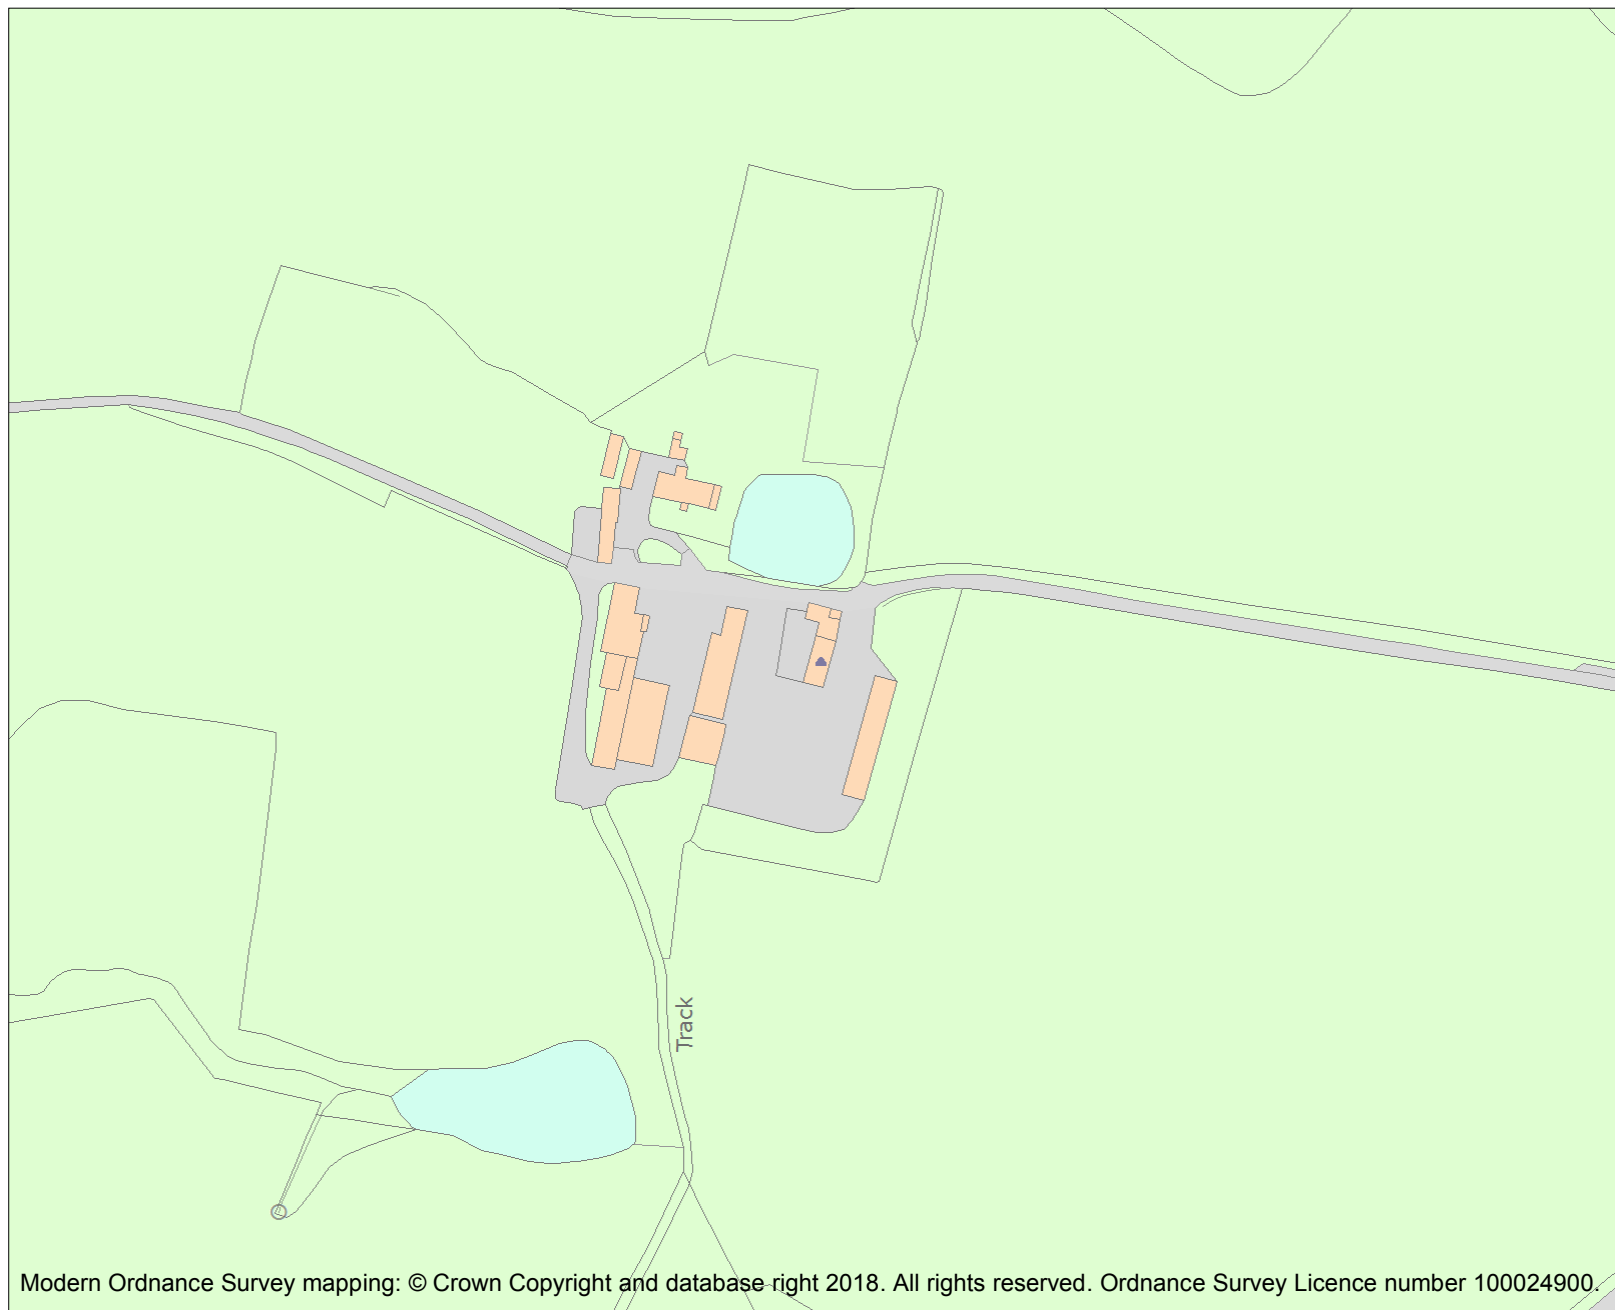 Track
Modern Ordnance Survey mapping: © Crown Copyright and database right 2018. All rights reserved. Ordnance Survey Licence number 100024900.